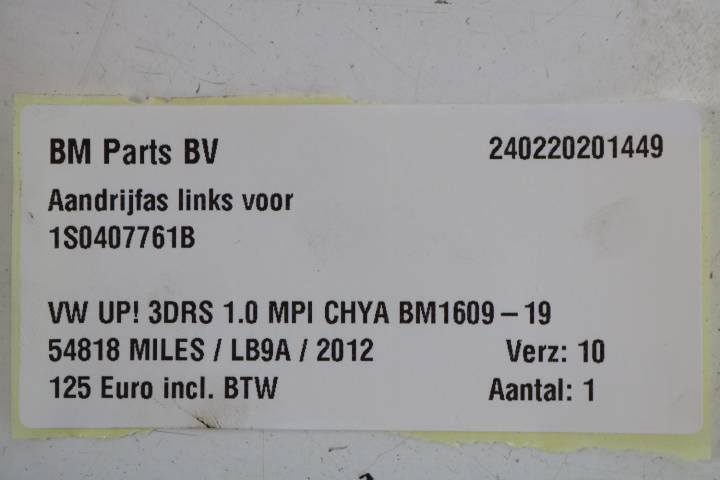 BM Parts BV 240220201449
Aandrijfas links voor
1S0407761B
VW UP! 3DRS 1.0 MPI CHYA BM1609 – 19
54818 MILES / LB9A / 2012 Verz: 10
125 Euro incl. BTW Aantal: 1